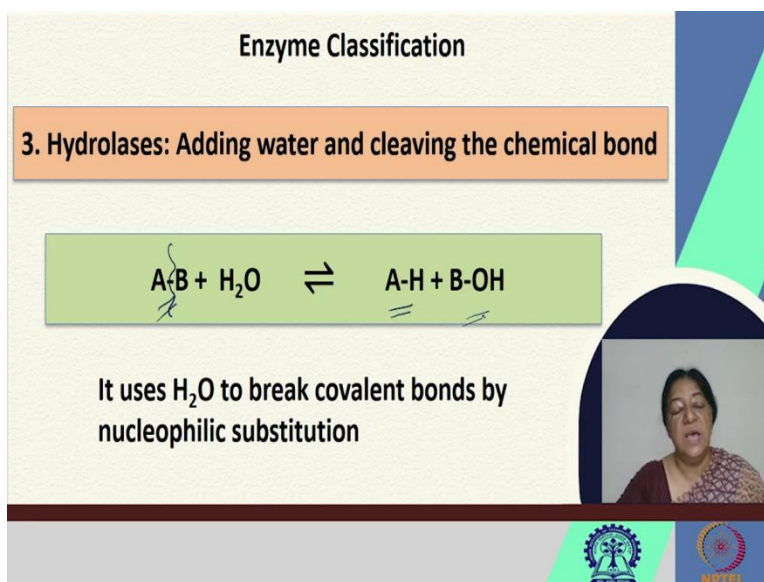 Enzyme Classification
3. Hydrolases: Adding water and cleaving the chemical bond
A-B + H₂O ⇌ A-H + B-OH
It uses H₂O to break covalent bonds by
nucleophilic substitution
NPTEL